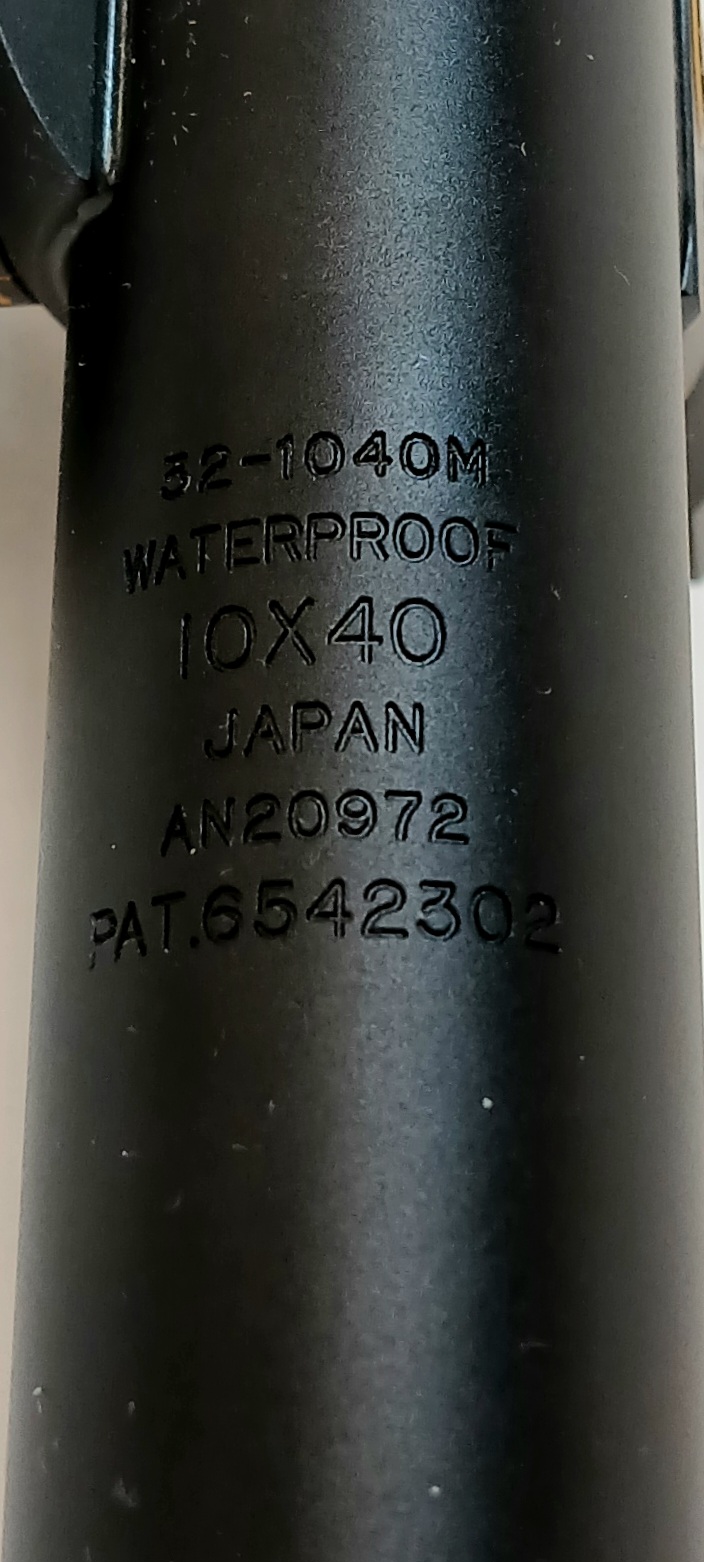 32-1040M
WATERPROOF
10X40
JAPAN
AN20972
PAT.6542302